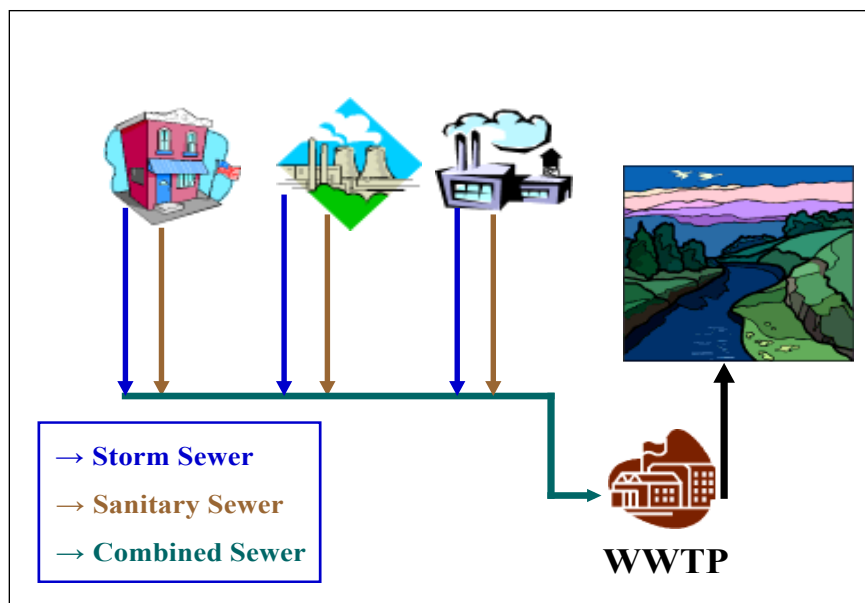 → Storm Sewer
→ Sanitary Sewer
→ Combined Sewer
WWTP